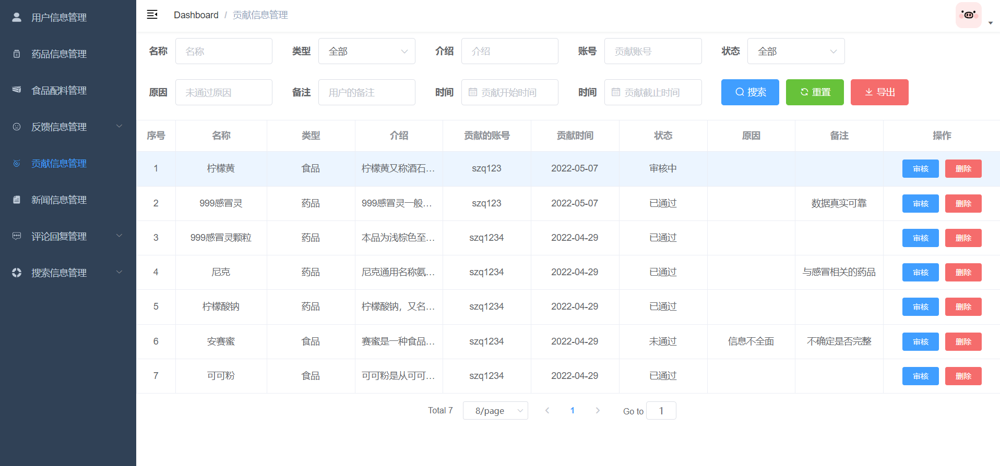 用户信息管理
药品信息管理
食品配料管理
反馈信息管理
贡献信息管理
新闻信息管理
评论回复管理
搜索信息管理
Dashboard / 贡献信息管理
名称 名称 类型 全部 介绍 介绍 账号 贡献账号 状态 全部
原因 未通过原因 备注 用户的备注 时间 贡献开始时间 时间 贡献截止时间 搜索 重置 导出
序号 名称 类型 介绍 贡献的账号 贡献时间 状态 原因 备注 操作
1 柠檬黄 食品 柠檬黄又称酒石... szq123 2022-05-07 审核中 审核 删除
2 999感冒灵 药品 999感冒灵一般... szq123 2022-05-07 已通过 数据真实可靠 审核 删除
3 999感冒灵颗粒 药品 本品为浅棕色至... szq1234 2022-04-29 已通过 审核 删除
4 尼克 药品 尼克通用名称氨... szq1234 2022-04-29 已通过 与感冒相关的药品 审核 删除
5 柠檬酸钠 药品 柠檬酸钠，又名... szq1234 2022-04-29 已通过 审核 删除
6 安赛蜜 食品 赛蜜是一种食品... szq1234 2022-04-29 未通过 信息不全面 不确定是否完整 审核 删除
7 可可粉 食品 可可粉是从可可... szq1234 2022-04-29 已通过 审核 删除
Total 7 8/page 1 Go to 1